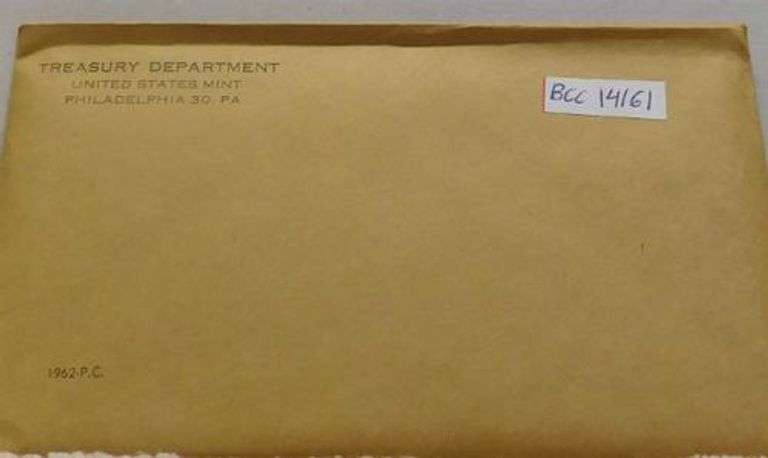 TREASURY DEPARTMENT
UNITED STATES MINT
PHILADELPHIA 30, PA
BCC 14161
1962-P.C.